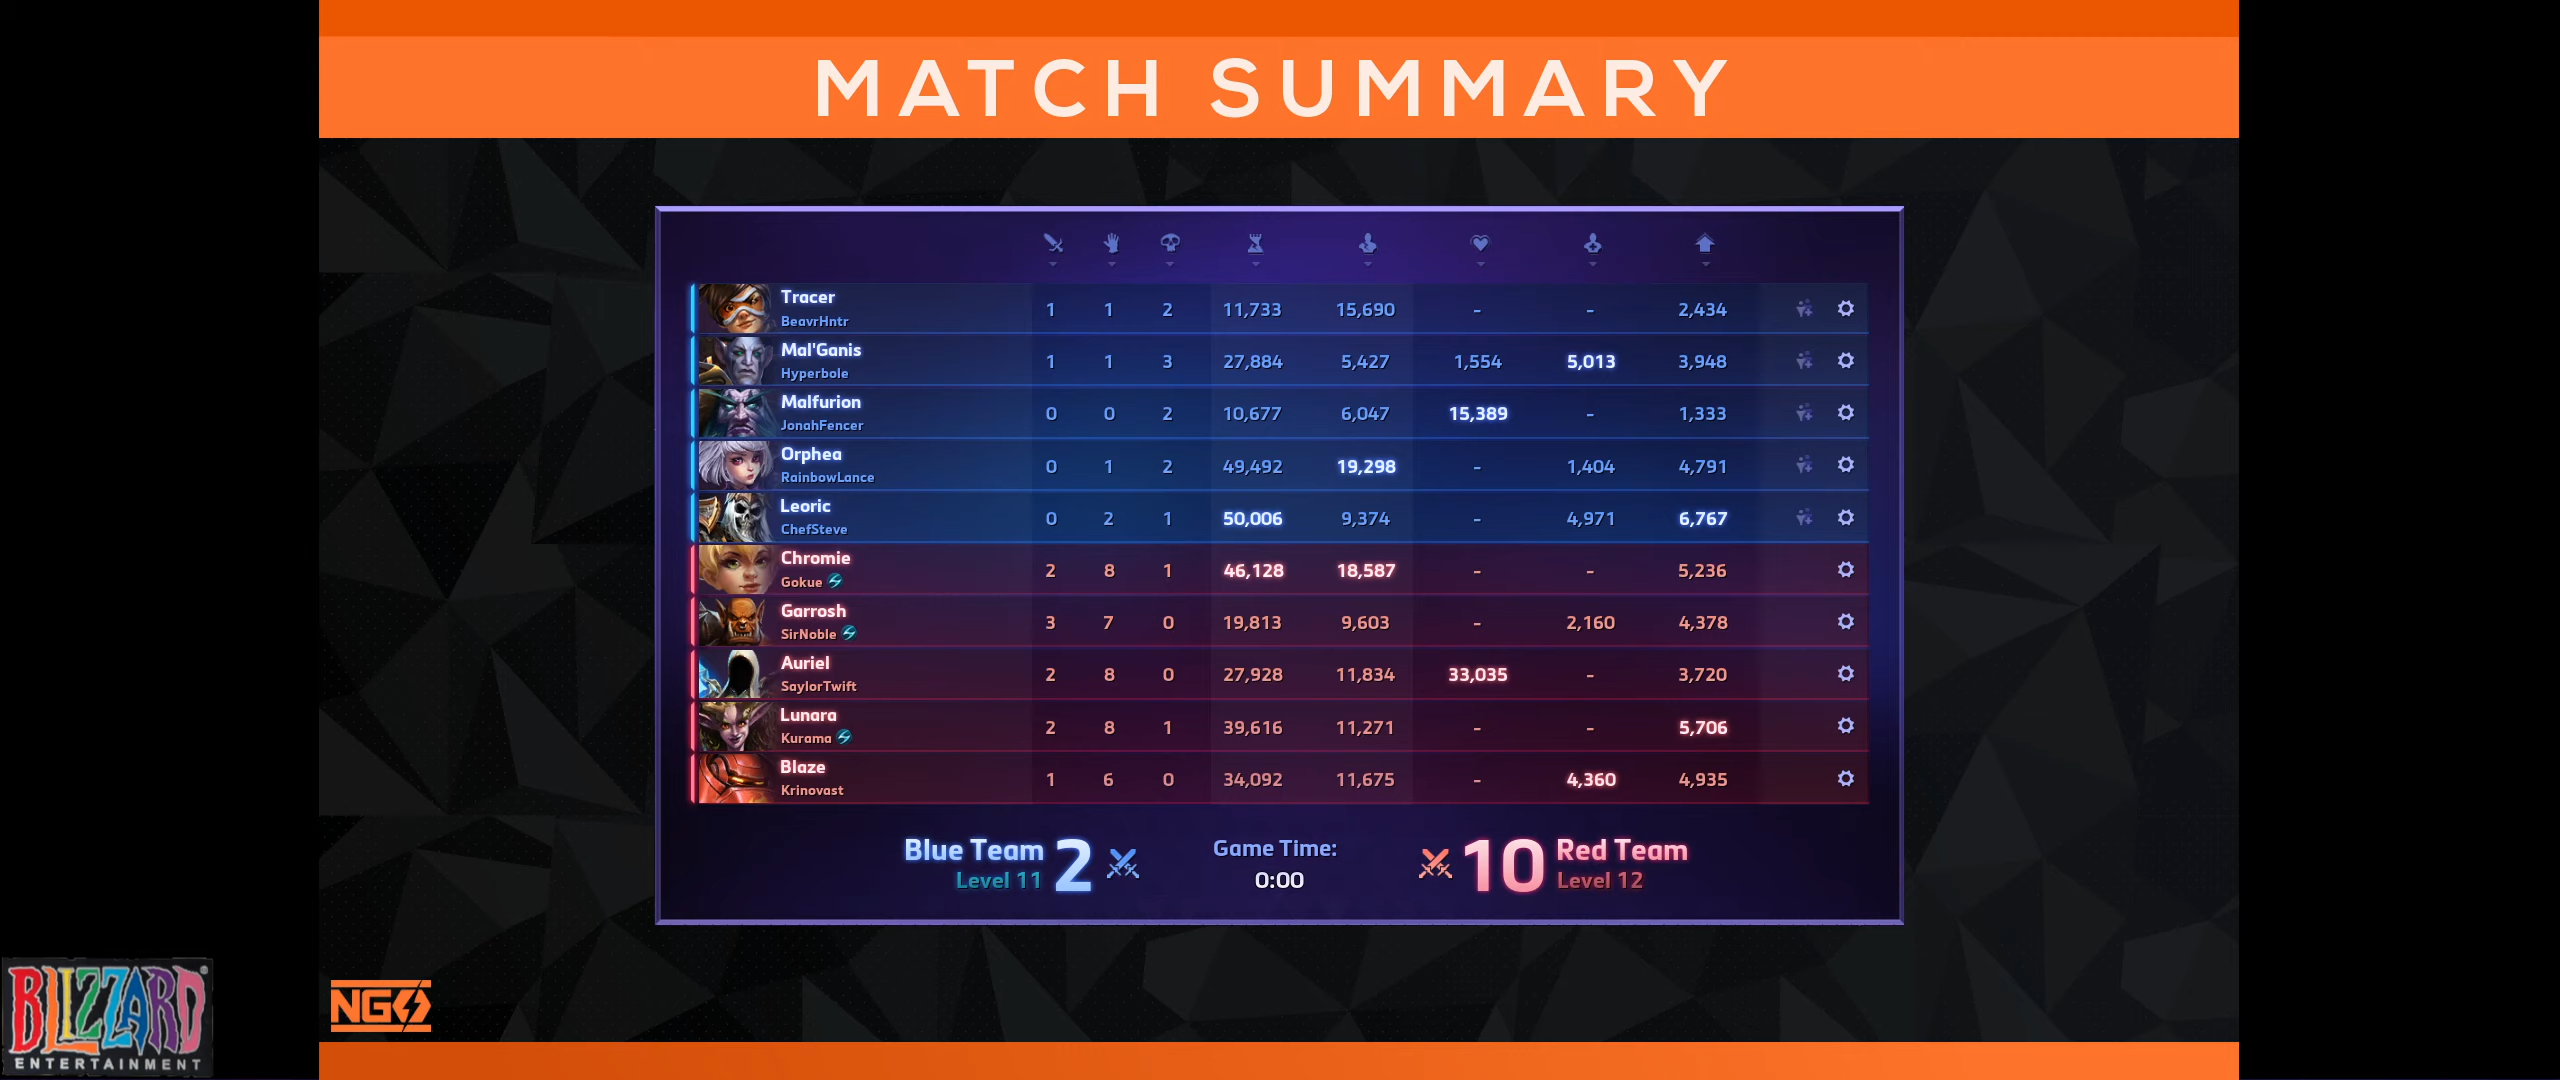 MATCH SUMMARY
Tracer
BeavrHntr
1 1 2 11,733 15,690 - - 2,434
Mal'Ganis
Hyperbole
1 1 3 27,884 5,427 1,554 5,013 3,948
Malfurion
JonahFencer
0 0 2 10,677 6,047 15,389 - 1,333
Orphea
RainbowLance
0 1 2 49,492 19,298 - 1,404 4,791
Leoric
ChefSteve
0 2 1 50,006 9,374 - 4,971 6,767
Chromie
Gokue
2 8 1 46,128 18,587 - - 5,236
Garrosh
SirNoble
3 7 0 19,813 9,603 - 2,160 4,378
Auriel
SaylorTwift
2 8 0 27,928 11,834 33,035 - 3,720
Lunara
Kurama
2 8 1 39,616 11,271 - - 5,706
Blaze
Krinovast
1 6 0 34,092 11,675 - 4,360 4,935
Blue Team 2 Game Time: 10 Red Team
Level 11 0:00 Level 12
BLIZZARD®
ENTERTAINMENT
NGS